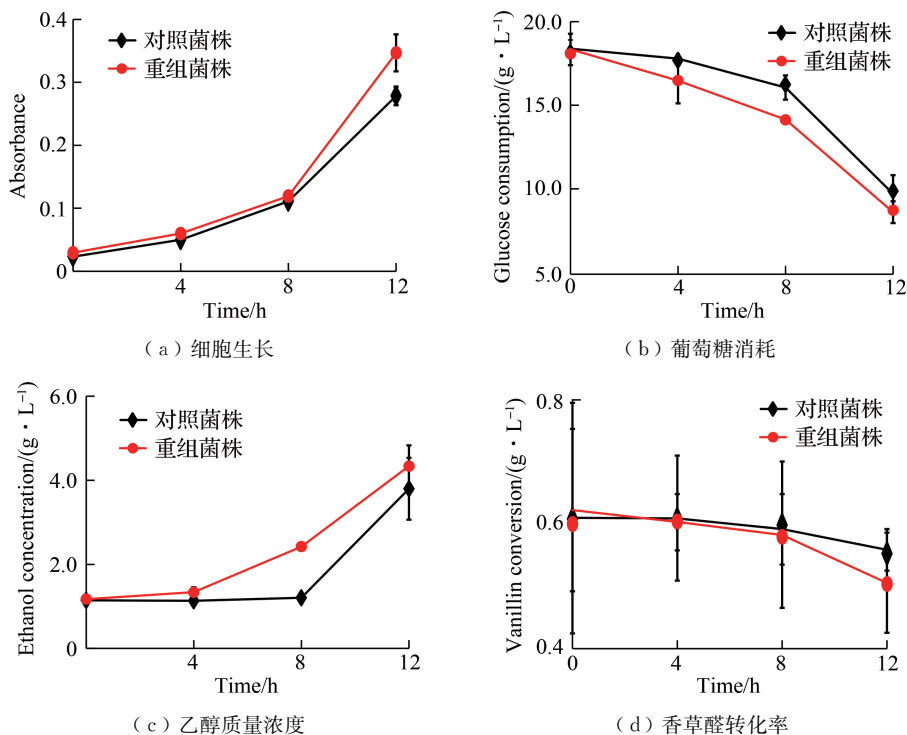 0.4
0.3
0.2
0.1
0
4
8
12
Absorbance
Time/h
对照菌株
重组菌株
(a)细胞生长
20.0
15.0
10.0
5.0
0
4
8
12
Glucose consumption/(g·L⁻¹)
Time/h
对照菌株
重组菌株
(b)葡萄糖消耗
6.0
4.0
2.0
0
4
8
12
Ethanol concentration/(g·L⁻¹)
Time/h
对照菌株
重组菌株
(c)乙醇质量浓度
0.8
0.6
0.4
0
4
8
12
Vanillin conversion/(g·L⁻¹)
Time/h
对照菌株
重组菌株
(d)香草醛转化率